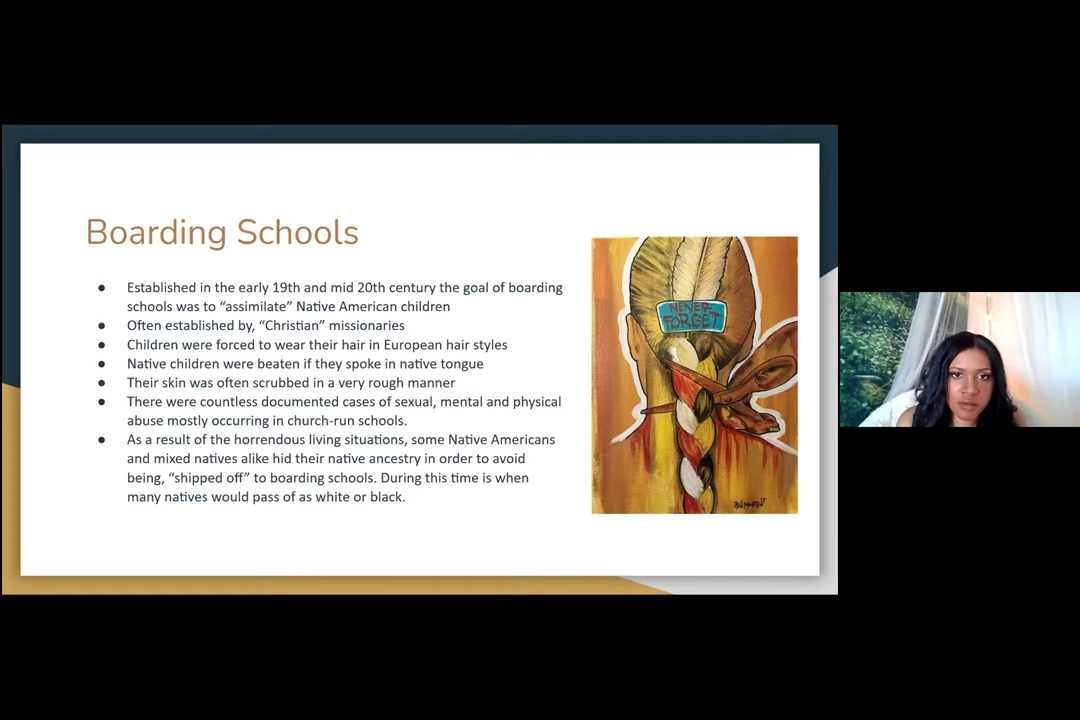 Boarding Schools
● Established in the early 19th and mid 20th century the goal of boarding
schools was to “assimilate” Native American children
● Often established by, “Christian” missionaries
● Children were forced to wear their hair in European hair styles
● Native children were beaten if they spoke in native tongue
● Their skin was often scrubbed in a very rough manner
● There were countless documented cases of sexual, mental and physical
abuse mostly occurring in church-run schools.
● As a result of the horrendous living situations, some Native Americans
and mixed natives alike hid their native ancestry in order to avoid
being, “shipped off” to boarding schools. During this time is when
many natives would pass of as white or black.
NEVER
FORGET